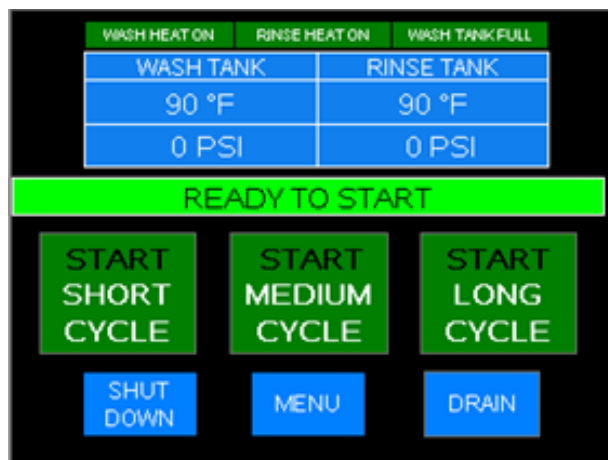 WASH HEAT ON RINSE HEAT ON WASH TANK FULL
WASH TANK RINSE TANK
90 °F 90 °F
0 PSI 0 PSI
READY TO START
START START START
SHORT MEDIUM LONG
CYCLE CYCLE CYCLE
SHUT
DOWN MENU DRAIN